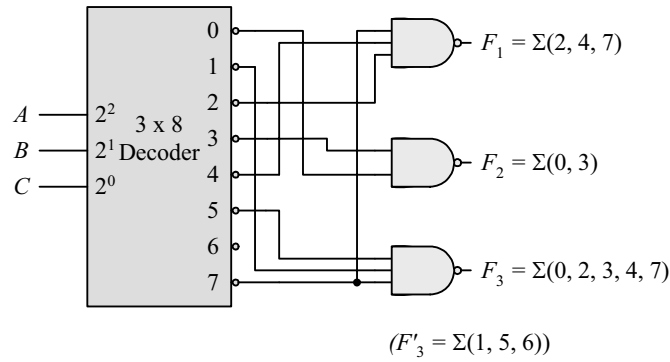 0
F₁ = Σ(2, 4, 7)
1
2
A 2²
3 x 8
3
B 2¹ Decoder
F₂ = Σ(0, 3)
4
C 2⁰
5
6
7
F₃ = Σ(0, 2, 3, 4, 7)
(F′₃ = Σ(1, 5, 6))